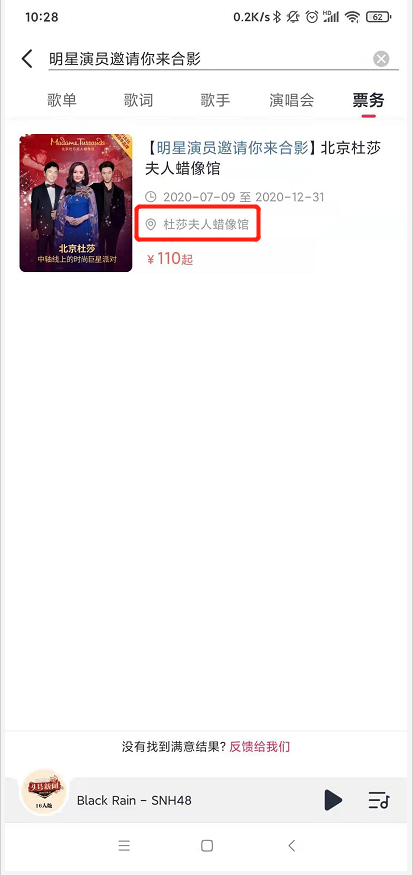 10:28
0.2K/s
HD
62
明星演员邀请你来合影
歌单
歌词
歌手
演唱会
票务
Madame Tussauds
北京杜莎
中轴线上的时尚巨星派对
【明星演员邀请你来合影】北京杜莎
夫人蜡像馆
2020-07-09 至 2020-12-31
杜莎夫人蜡像馆
¥110起
没有找到满意结果？反馈给我们
16人版
Black Rain - SNH48